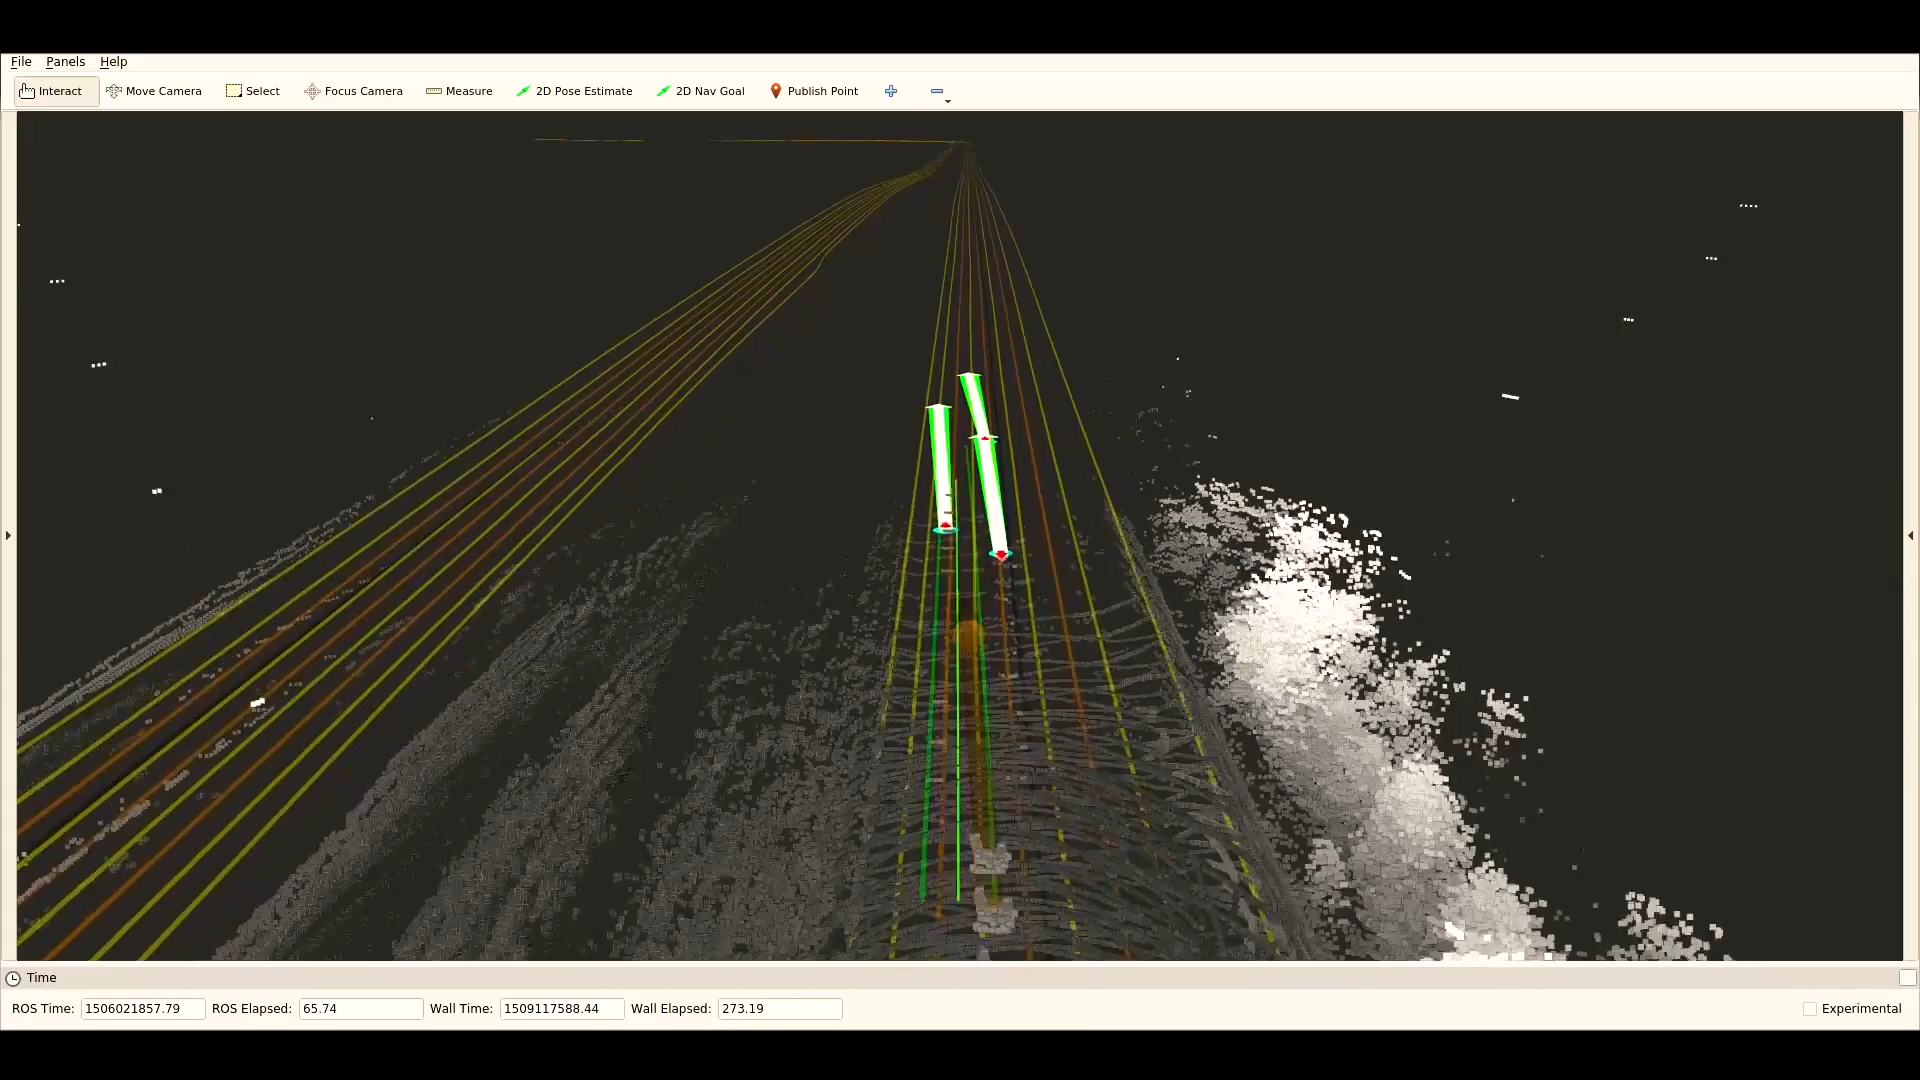 File Panels Help
Interact Move Camera Select Focus Camera Measure 2D Pose Estimate 2D Nav Goal Publish Point
Time
ROS Time: 1506021857.79 ROS Elapsed: 65.74 Wall Time: 1509117588.44 Wall Elapsed: 273.19 Experimental